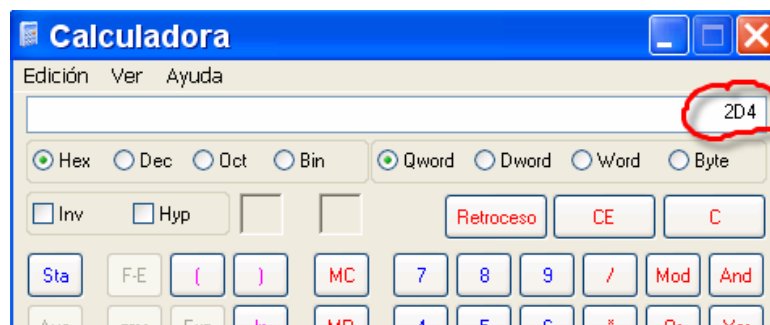 Calculadora
Edición Ver Ayuda
2D4
Hex Dec Oct Bin Qword Dword Word Byte
Inv Hyp Retroceso CE C
Sta F-E ( ) MC 7 8 9 / Mod And